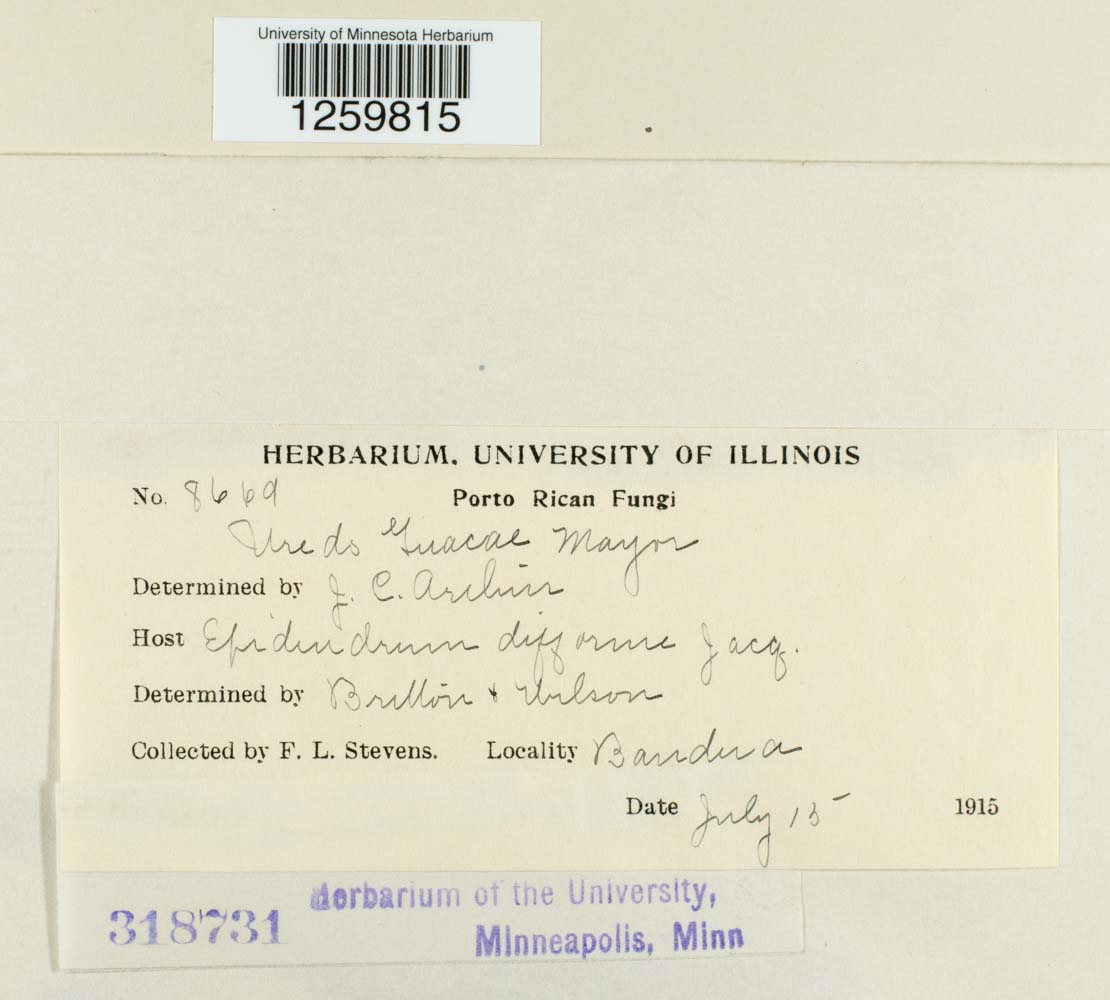 University of Minnesota Herbarium
1259815
HERBARIUM, UNIVERSITY OF ILLINOIS
No. 8669 Porto Rican Fungi
Uredo Guacae Mayor
Determined by J. C. Arthur
Host Epidendrum difforme Jacq.
Determined by Britton & Wilson
Collected by F. L. Stevens. Locality Bandera
Date July 15 1915
Herbarium of the University,
318731 Minneapolis, Minn